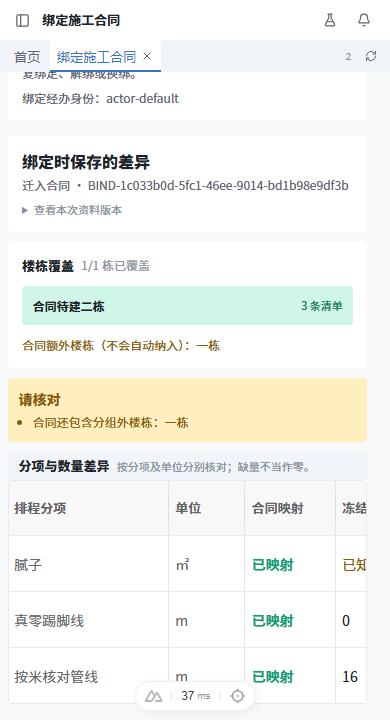 绑定施工合同
首页
绑定施工合同 ×
2
复绑定、解绑或换绑。
绑定经办身份：actor-default
绑定时保存的差异
迁入合同 · BIND-1c033b0d-5fc1-46ee-9014-bd1b98e9df3b
▶ 查看本次资料版本
楼栋覆盖 1/1 栋已覆盖
合同待建二栋 3 条清单
合同额外楼栋（不会自动纳入）：一栋
请核对
• 合同还包含分组外楼栋：一栋
分项与数量差异 按分项及单位分别核对；缺量不当作零。
排程分项 单位 合同映射 冻结
腻子 ㎡ 已映射 已知
真零踢脚线 m 已映射 0
按米核对管线 m 已映射 16
37 ms